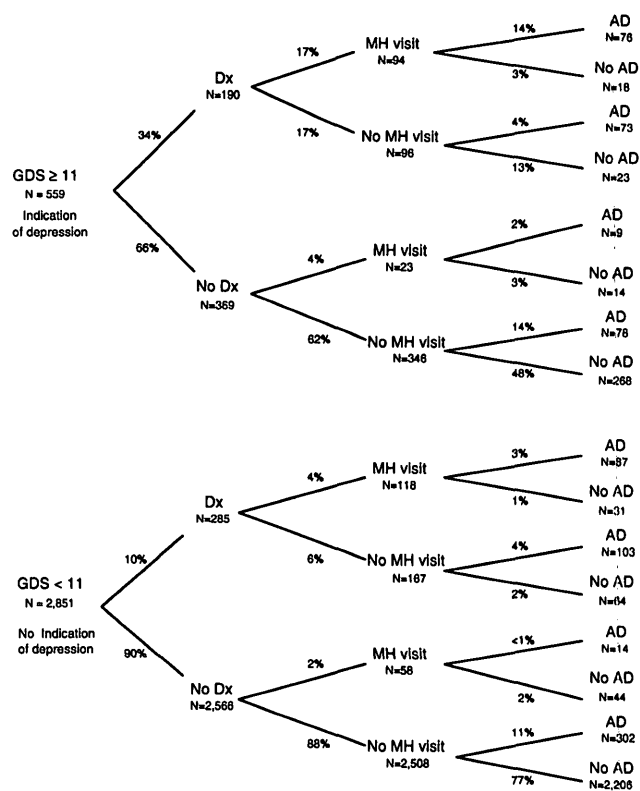 14%
AD
N=76
17%
MH visit
N=94
3%
No AD
N=18
Dx
N=190
34%
17%
No MH visit
N=96
4%
AD
N=73
13%
No AD
N=23
GDS ≥ 11
N = 559
Indication
of depression
66%
No Dx
N=369
4%
MH visit
N=23
2%
AD
N=9
3%
No AD
N=14
62%
No MH visit
N=346
14%
AD
N=78
48%
No AD
N=268
GDS < 11
N = 2,851
No Indication
of depression
10%
Dx
N=285
4%
MH visit
N=118
3%
AD
N=87
1%
No AD
N=31
6%
No MH visit
N=167
4%
AD
N=103
2%
No AD
N=64
90%
No Dx
N=2,566
2%
MH visit
N=58
<1%
AD
N=14
2%
No AD
N=44
88%
No MH visit
N=2,508
11%
AD
N=302
77%
No AD
N=2,206